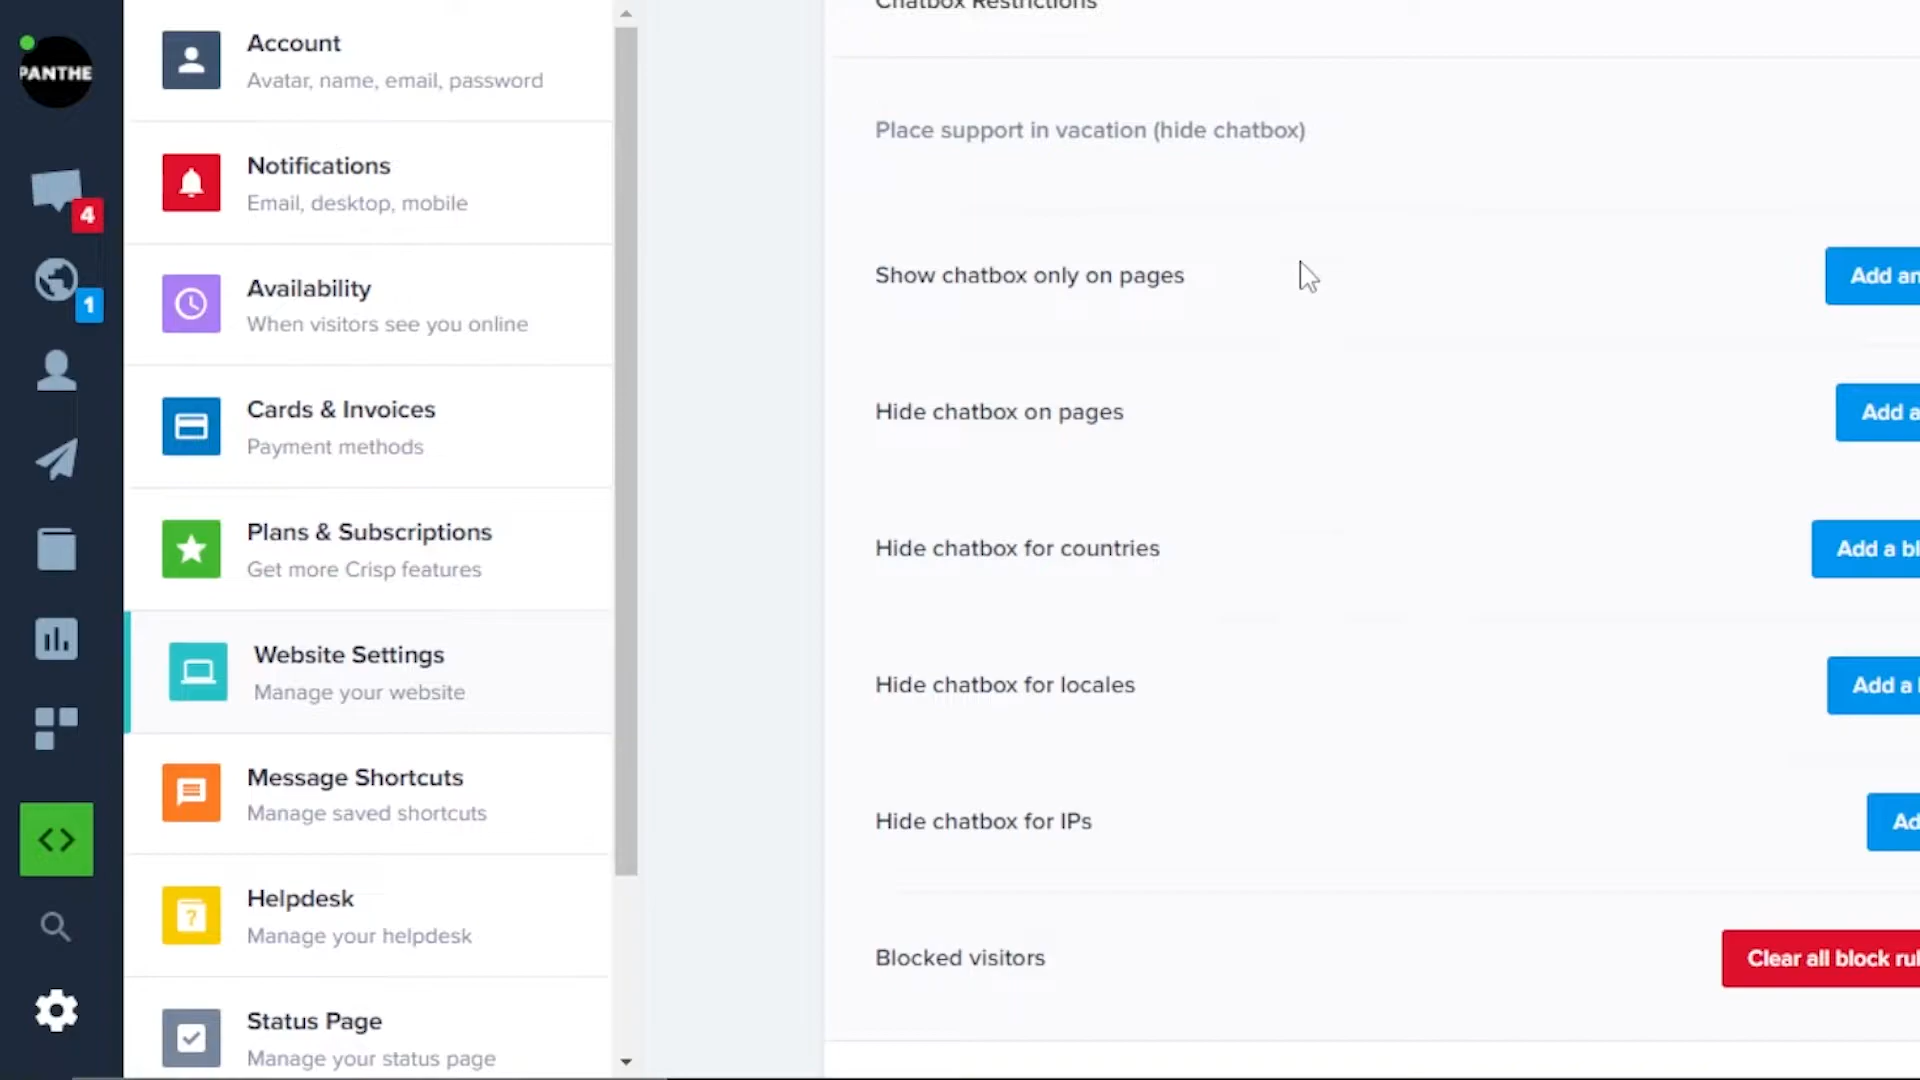 PANTHE
4
1
Account
Avatar, name, email, password
Notifications
Email, desktop, mobile
Availability
When visitors see you online
Cards & Invoices
Payment methods
Plans & Subscriptions
Get more Crisp features
Website Settings
Manage your website
Message Shortcuts
Manage saved shortcuts
Helpdesk
Manage your helpdesk
Status Page
Manage your status page
Chatbox Restrictions
Place support in vacation (hide chatbox)
Show chatbox only on pages
Add an
Hide chatbox on pages
Add a
Hide chatbox for countries
Add a bl
Hide chatbox for locales
Add a
Hide chatbox for IPs
Ad
Blocked visitors
Clear all block rul